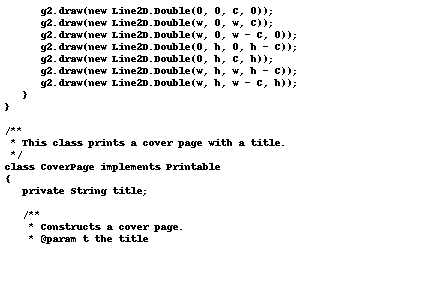 g2.draw(new Line2D.Double(0, 0, C, 0));
g2.draw(new Line2D.Double(w, 0, w, C));
g2.draw(new Line2D.Double(w, 0, w - C, 0));
g2.draw(new Line2D.Double(0, h, 0, h - C));
g2.draw(new Line2D.Double(0, h, C, h));
g2.draw(new Line2D.Double(w, h, w, h - C));
g2.draw(new Line2D.Double(w, h, w - C, h));
}
}
/**
* This class prints a cover page with a title.
*/
class CoverPage implements Printable
{
private String title;
/**
* Constructs a cover page.
* @param t the title